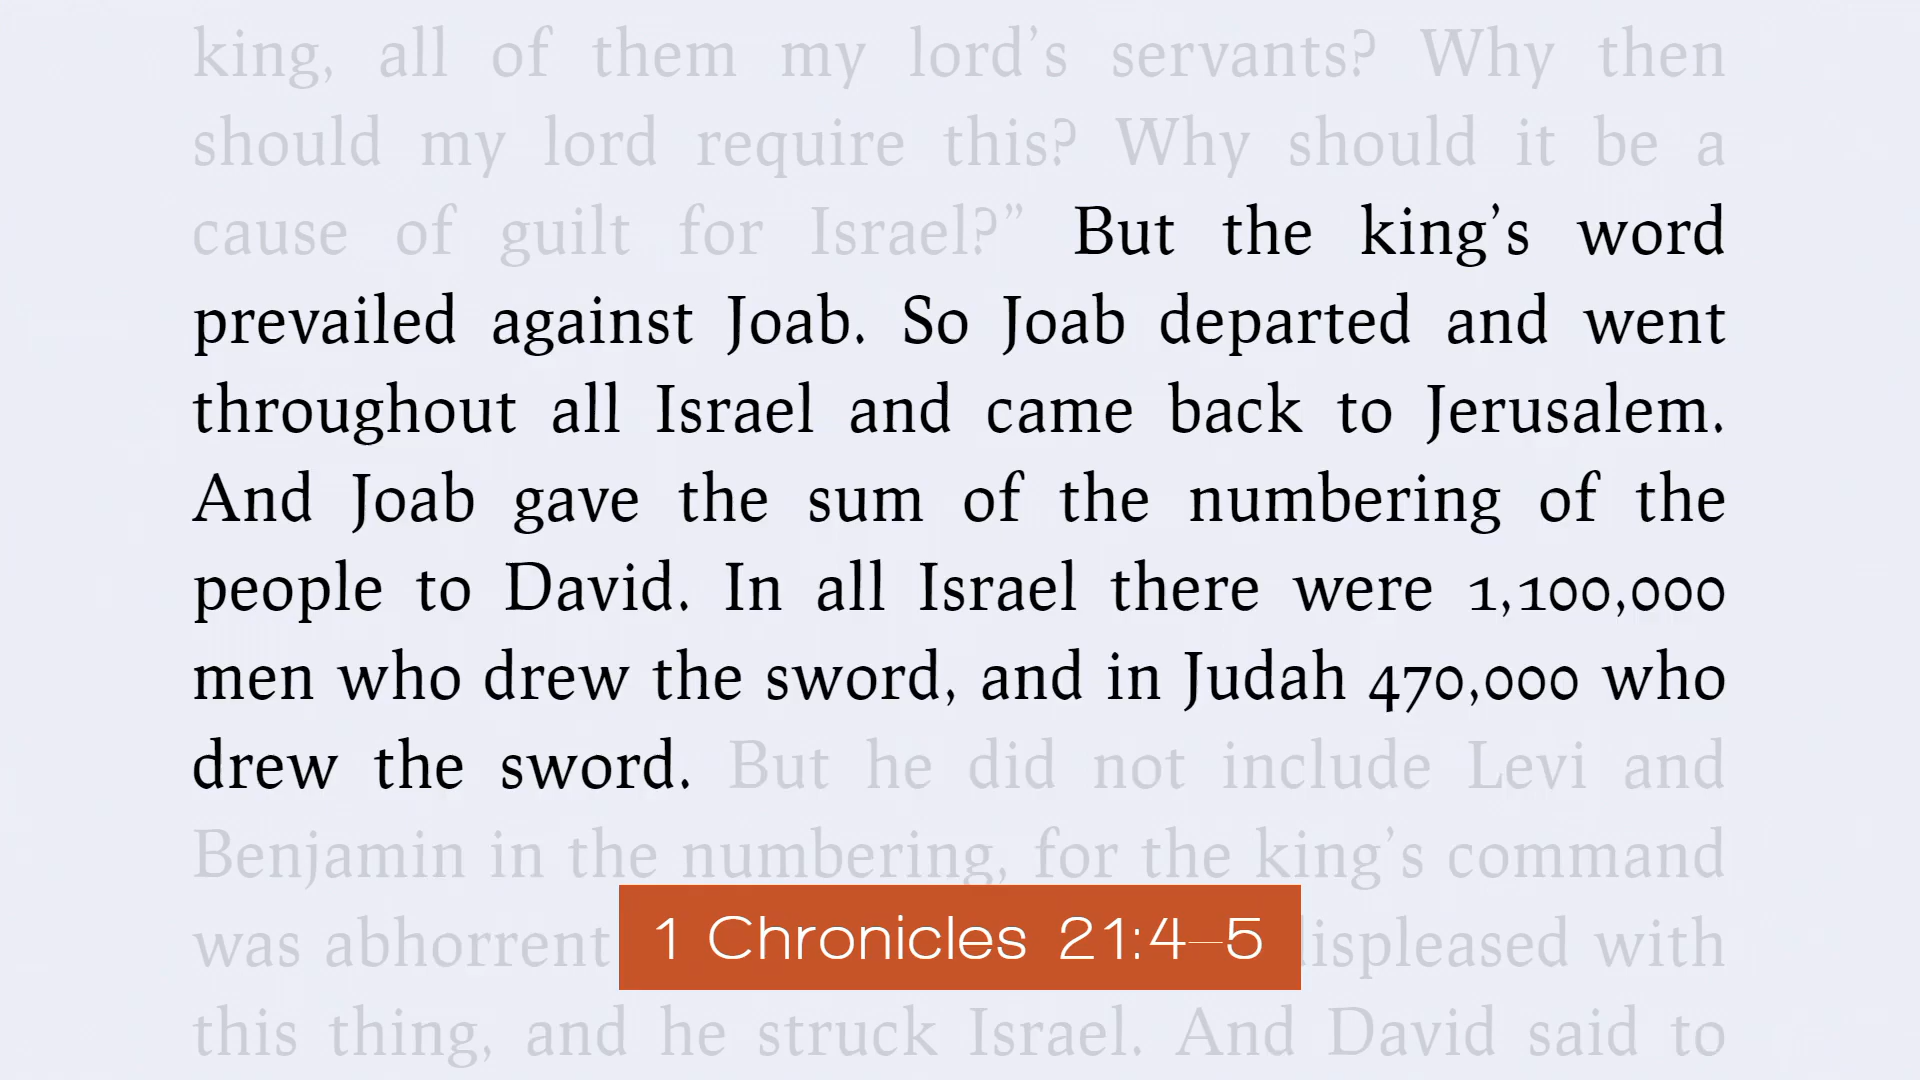 king, all of them my lord’s servants? Why then
should my lord require this? Why should it be a
cause of guilt for Israel?” But the king’s word
prevailed against Joab. So Joab departed and went
throughout all Israel and came back to Jerusalem.
And Joab gave the sum of the numbering of the
people to David. In all Israel there were 1,100,000
men who drew the sword, and in Judah 470,000 who
drew the sword. But he did not include Levi and
Benjamin in the numbering, for the king’s command
was abhorrent ispleased with
1 Chronicles 21:4–5
this thing, and he struck Israel. And David said to